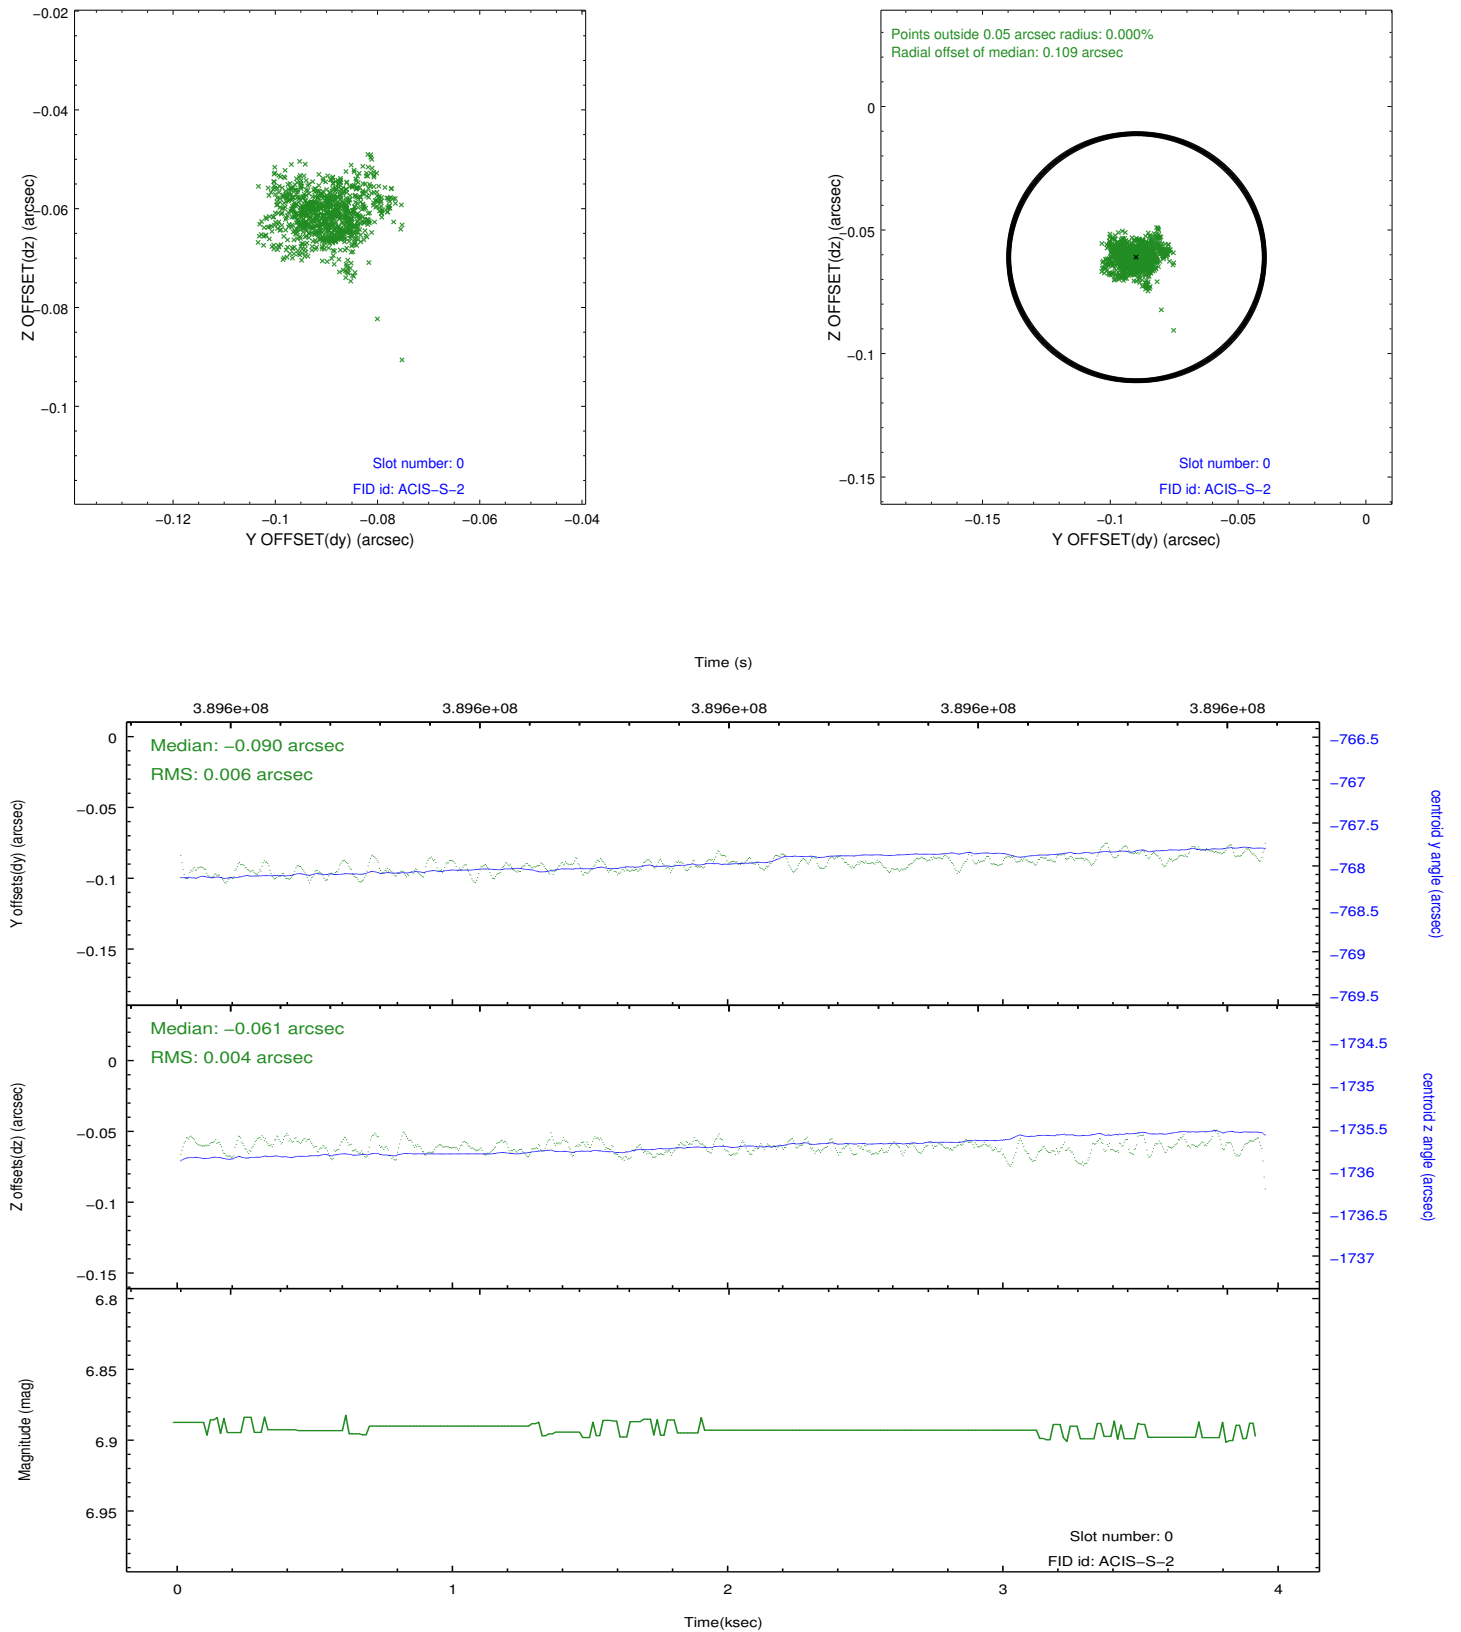 −0.02
−0.04
−0.06
−0.08
−0.1
Z OFFSET(dz) (arcsec)
Slot number: 0
FID id: ACIS−S−2
−0.12
−0.1
−0.08
−0.06
−0.04
Y OFFSET(dy) (arcsec)
Points outside 0.05 arcsec radius: 0.000%
Radial offset of median: 0.109 arcsec
0
−0.05
−0.1
−0.15
Z OFFSET(dz) (arcsec)
Slot number: 0
FID id: ACIS−S−2
−0.15
−0.1
−0.05
0
Y OFFSET(dy) (arcsec)
Time (s)
3.896e+08
3.896e+08
3.896e+08
3.896e+08
3.896e+08
Median: −0.090 arcsec
RMS: 0.006 arcsec
0
−0.05
−0.1
−0.15
Y offsets(dy) (arcsec)
−766.5
−767
−767.5
−768
−768.5
−769
−769.5
centroid y angle (arcsec)
Median: −0.061 arcsec
RMS: 0.004 arcsec
0
−0.05
−0.1
−0.15
Z offsets(dz) (arcsec)
−1734.5
−1735
−1735.5
−1736
−1736.5
−1737
centroid z angle (arcsec)
6.8
6.85
6.9
6.95
Magnitude (mag)
Slot number: 0
FID id: ACIS−S−2
0
1
2
3
4
Time(ksec)